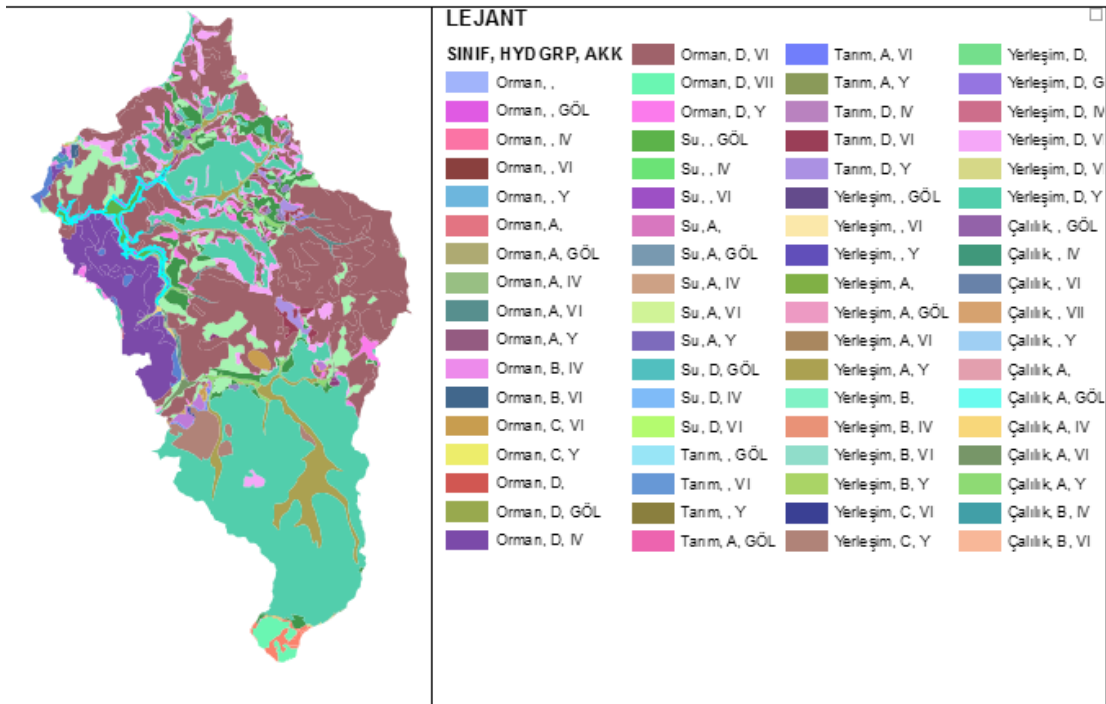 LEJANT
SINIF, HYDGRP, AKK
Orman, ,
Orman, , GÖL
Orman, , IV
Orman, , VI
Orman, , Y
Orman, A,
Orman, A, GÖL
Orman, A, IV
Orman, A, VI
Orman, A, Y
Orman, B, IV
Orman, B, VI
Orman, C, VI
Orman, C, Y
Orman, D,
Orman, D, GÖL
Orman, D, IV
Orman, D, VI
Orman, D, VII
Orman, D, Y
Su, , GÖL
Su, , IV
Su, , VI
Su, A,
Su, A, GÖL
Su, A, IV
Su, A, VI
Su, A, Y
Su, D, GÖL
Su, D, IV
Su, D, VI
Tarım, , GÖL
Tarım, , VI
Tarım, , Y
Tarım, A, GÖL
Tarım, A, VI
Tarım, A, Y
Tarım, D, IV
Tarım, D, VI
Tarım, D, Y
Yerleşim, , GÖL
Yerleşim, , VI
Yerleşim, , Y
Yerleşim, A,
Yerleşim, A, GÖL
Yerleşim, A, VI
Yerleşim, A, Y
Yerleşim, B,
Yerleşim, B, IV
Yerleşim, B, VI
Yerleşim, B, Y
Yerleşim, C, VI
Yerleşim, C, Y
Yerleşim, D,
Yerleşim, D, G
Yerleşim, D, IV
Yerleşim, D, V
Yerleşim, D, VI
Yerleşim, D, Y
Çalılık, , GÖL
Çalılık, , IV
Çalılık, , VI
Çalılık, , VII
Çalılık, , Y
Çalılık, A,
Çalılık, A, GÖL
Çalılık, A, IV
Çalılık, A, VI
Çalılık, A, Y
Çalılık, B, IV
Çalılık, B, VI